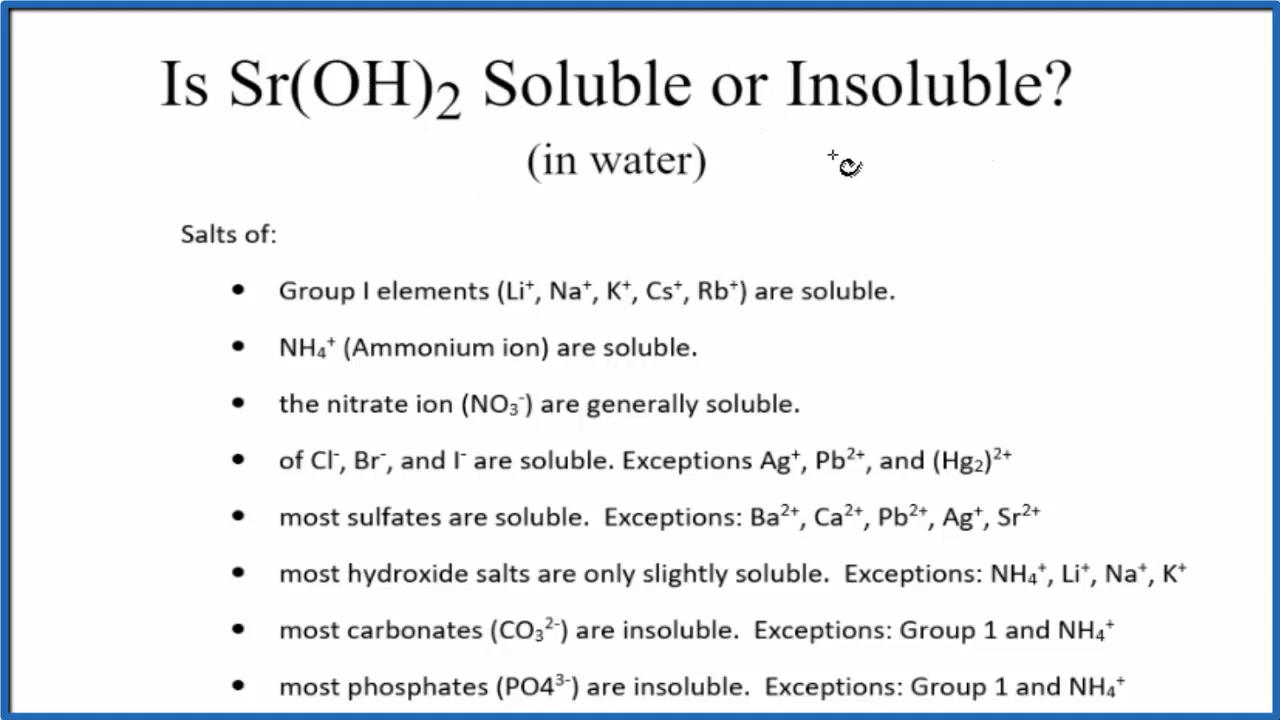 Is Sr(OH)₂ Soluble or Insoluble?
(in water)
Salts of:
• Group I elements (Li⁺, Na⁺, K⁺, Cs⁺, Rb⁺) are soluble.
• NH₄⁺ (Ammonium ion) are soluble.
• the nitrate ion (NO₃⁻) are generally soluble.
• of Cl⁻, Br⁻, and I⁻ are soluble. Exceptions Ag⁺, Pb²⁺, and (Hg₂)²⁺
• most sulfates are soluble.  Exceptions: Ba²⁺, Ca²⁺, Pb²⁺, Ag⁺, Sr²⁺
• most hydroxide salts are only slightly soluble.  Exceptions: NH₄⁺, Li⁺, Na⁺, K⁺
• most carbonates (CO₃²⁻) are insoluble.  Exceptions: Group 1 and NH₄⁺
• most phosphates (PO4³⁻) are insoluble.  Exceptions: Group 1 and NH₄⁺